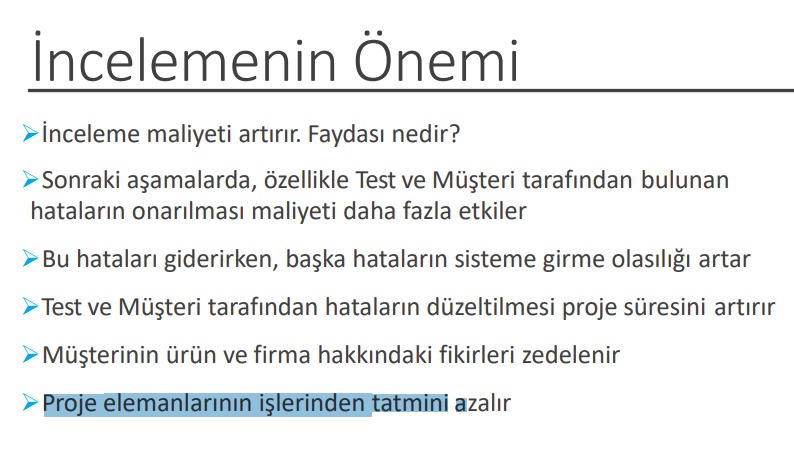 İncelemenin Önemi
İnceleme maliyeti artırır. Faydası nedir?
Sonraki aşamalarda, özellikle Test ve Müşteri tarafından bulunan
hataların onarılması maliyeti daha fazla etkiler
Bu hataları giderirken, başka hataların sisteme girme olasılığı artar
Test ve Müşteri tarafından hataların düzeltilmesi proje süresini artırır
Müşterinin ürün ve firma hakkındaki fikirleri zedelenir
Proje elemanlarının işlerinden tatmini azalır